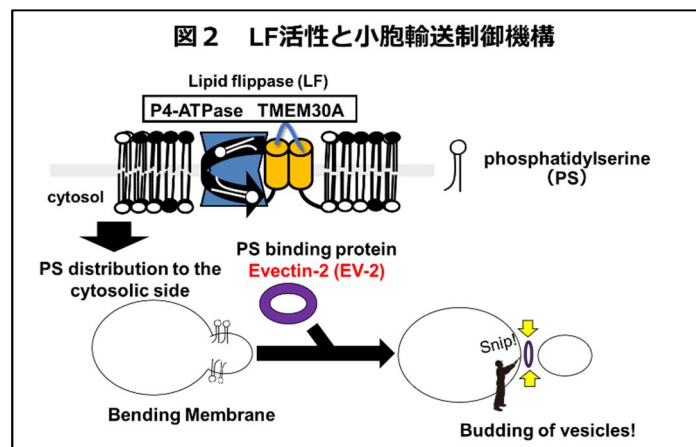 図２　LF活性と小胞輸送制御機構
Lipid flippase (LF)
P4-ATPase TMEM30A
phosphatidylserine
（PS）
cytosol
PS distribution to the
cytosolic side
PS binding protein
Evectin-2 (EV-2)
Snip!
Bending Membrane
Budding of vesicles!